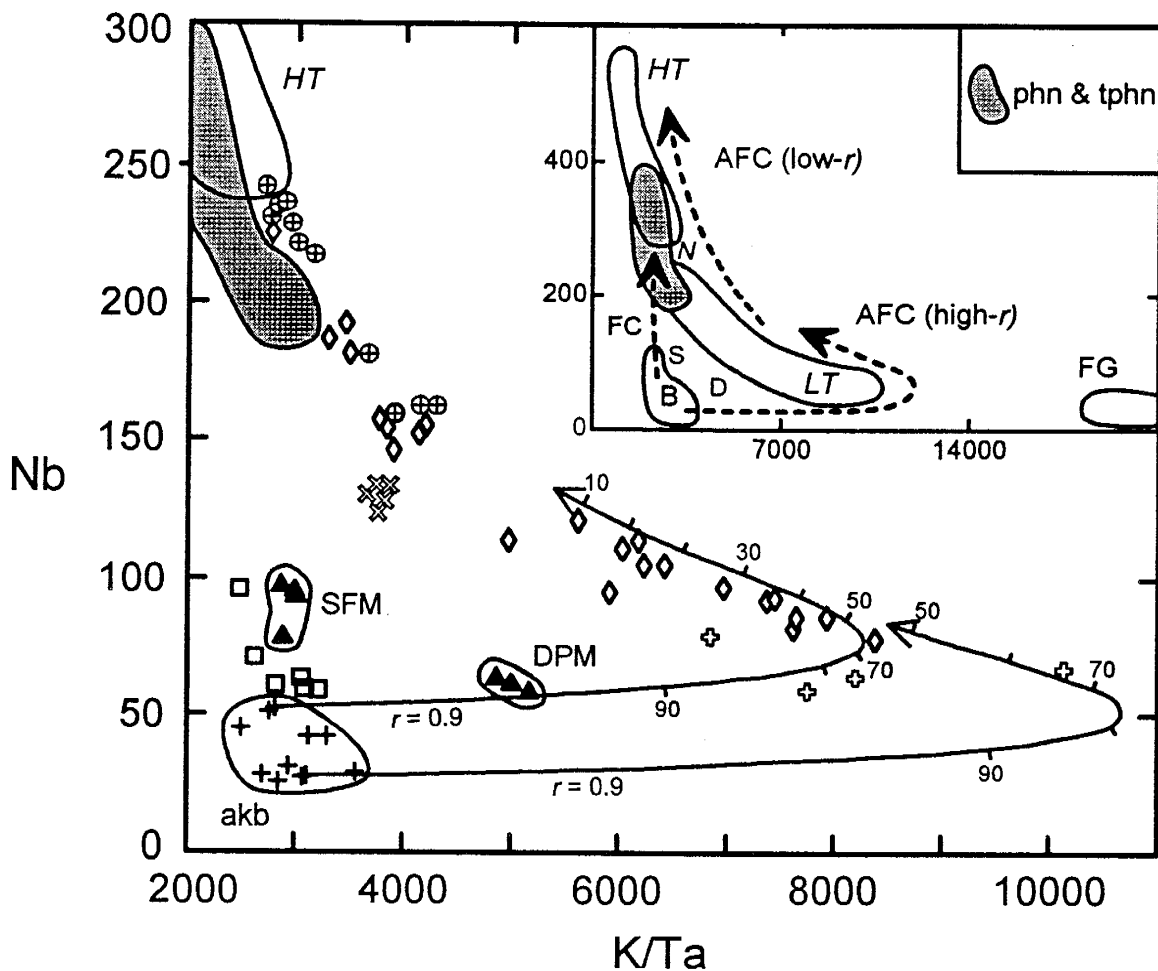 300
250
200
150
100
50
0
Nb
2000
4000
6000
8000
10000
K/Ta
HT
SFM
DPM
akb
r = 0.9
r = 0.9
10
30
50
70
90
50
70
90
400
200
0
7000
14000
HT
AFC (low-r)
N
FC
AFC (high-r)
S
B
D
LT
FG
phn & tphn